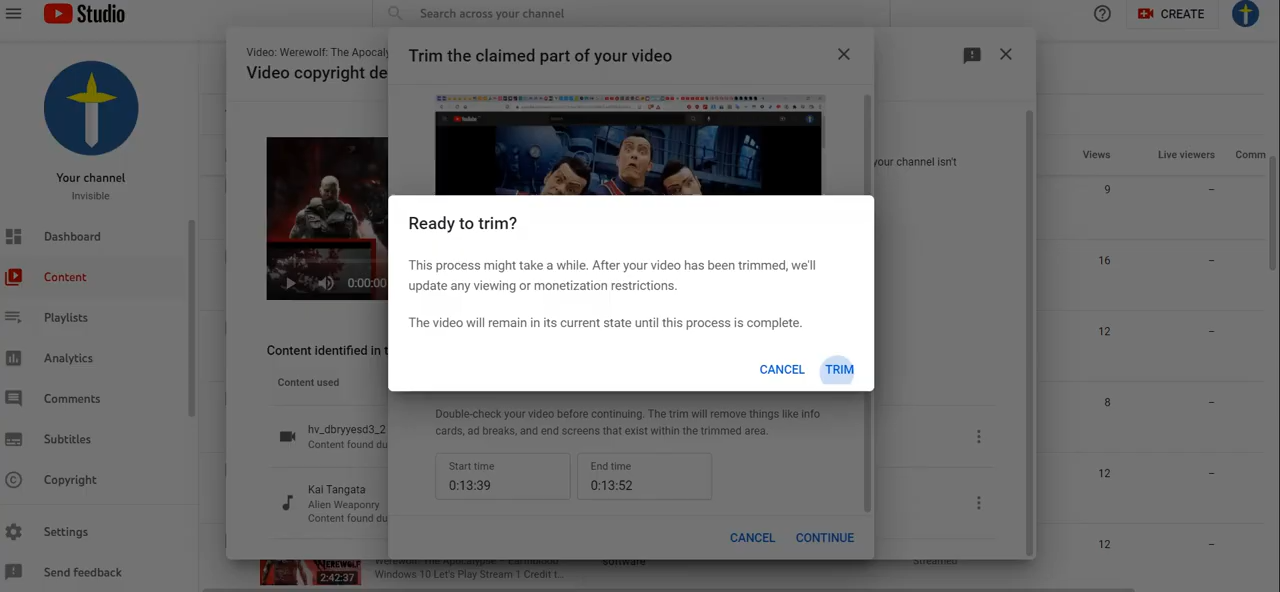 Studio
Search across your channel
CREATE
Your channel
Invisible
Dashboard
Content
Playlists
Analytics
Comments
Subtitles
Copyright
Settings
Send feedback
Video: Werewolf: The Apocaly
Video copyright de
0:00:00
Content identified in t
Content used
hv_dbryyesd3_2
Content found du
Kai Tangata
Alien Weaponry
Content found du
Trim the claimed part of your video
Ready to trim?
This process might take a while. After your video has been trimmed, we'll
update any viewing or monetization restrictions.
The video will remain in its current state until this process is complete.
CANCEL
TRIM
Double-check your video before continuing. The trim will remove things like info
cards, ad breaks, and end screens that exist within the trimmed area.
Start time
0:13:39
End time
0:13:52
CANCEL
CONTINUE
your channel isn't
Views
Live viewers
Comm
9
–
16
–
12
–
8
–
12
–
12
–
2:42:37
Windows 10 Let's Play Stream 1 Credit t...
software
Streamed